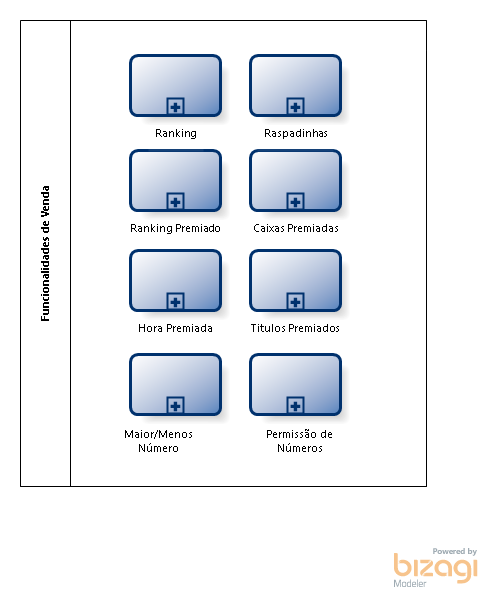 Funcionalidades de Venda
Ranking
Raspadinhas
Ranking Premiado
Caixas Premiadas
Hora Premiada
Titulos Premiados
Maior/Menos
Número
Permissão de
Números
Powered by
bizagi
Modeler